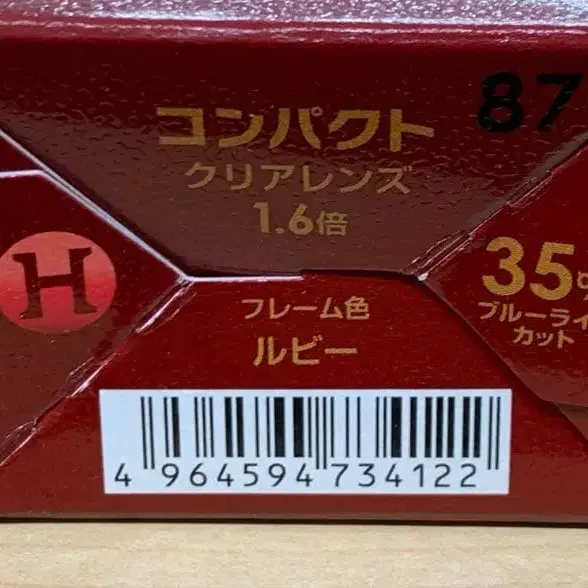 87
コンパクト
クリアレンズ
1.6倍
H
35
ブルーライ
カット
フレーム色
ルビー
4 964594 734122